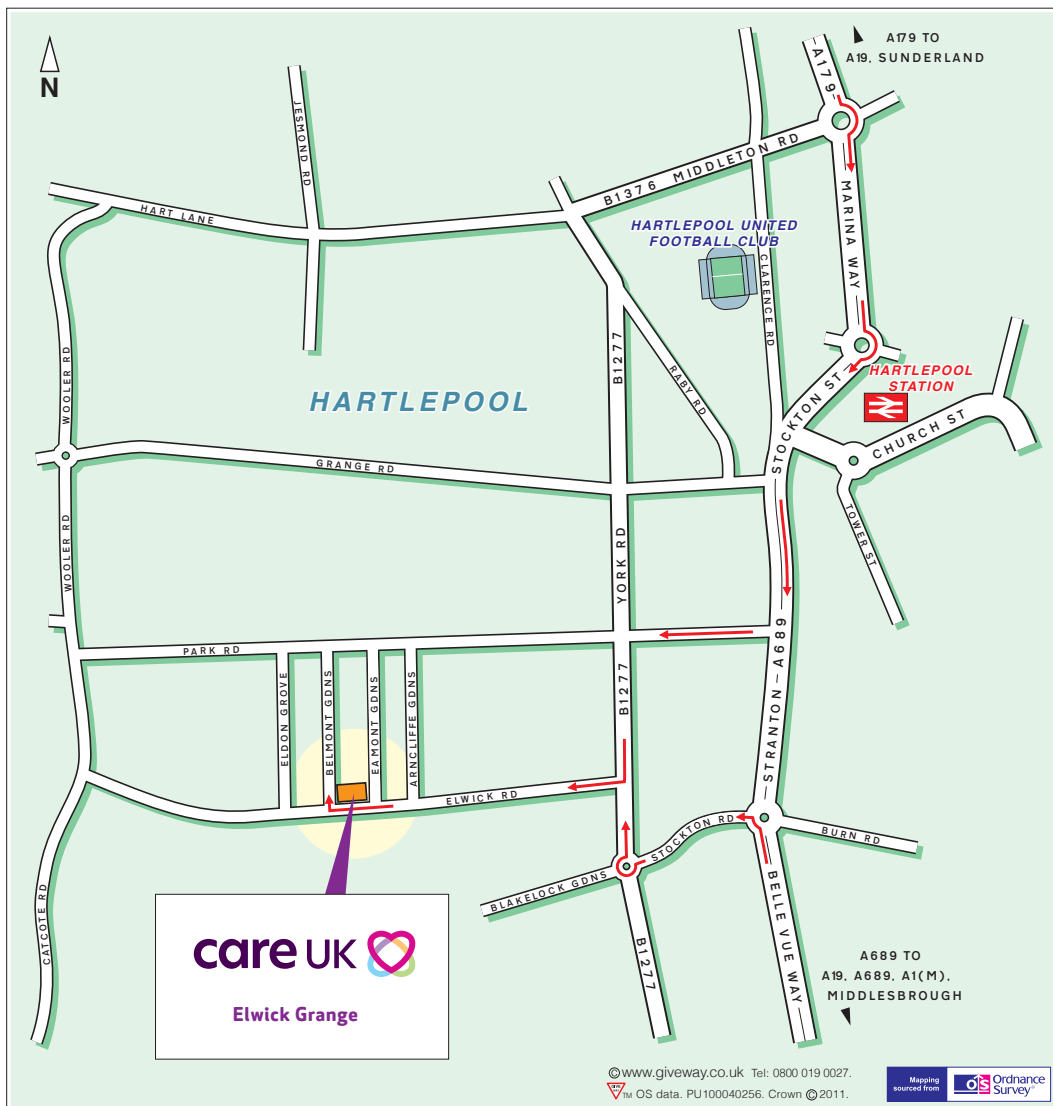 A179 TO
A19, SUNDERLAND
N
A179
JESMOND RD
B1376 MIDDLETON RD
HART LANE
MARINA WAY
HARTLEPOOL UNITED
FOOTBALL CLUB
CLARENCE RD
B1277
WOOLER RD
RABY RD
HARTLEPOOL
STATION
HARTLEPOOL
STOCKTON ST
CHURCH ST
GRANGE RD
WOOLER RD
TOWER ST
YORK RD
PARK RD
STRANTON A689
B1277
ELDON GROVE
BELMONT GDNS
EAMONT GDNS
ARNCLIFFE GDNS
ELWICK RD
STOCKTON RD
BURN RD
BLAKELOCK GDNS
CATCOTE RD
BELLE VUE WAY
B1277
care UK
Elwick Grange
A689 TO
A19, A689, A1(M),
MIDDLESBROUGH
© www.giveway.co.uk Tel: 0800 019 0027.
GIVE WAY TM OS data. PU100040256. Crown © 2011.
Mapping
sourced from
OS Ordnance
Survey®